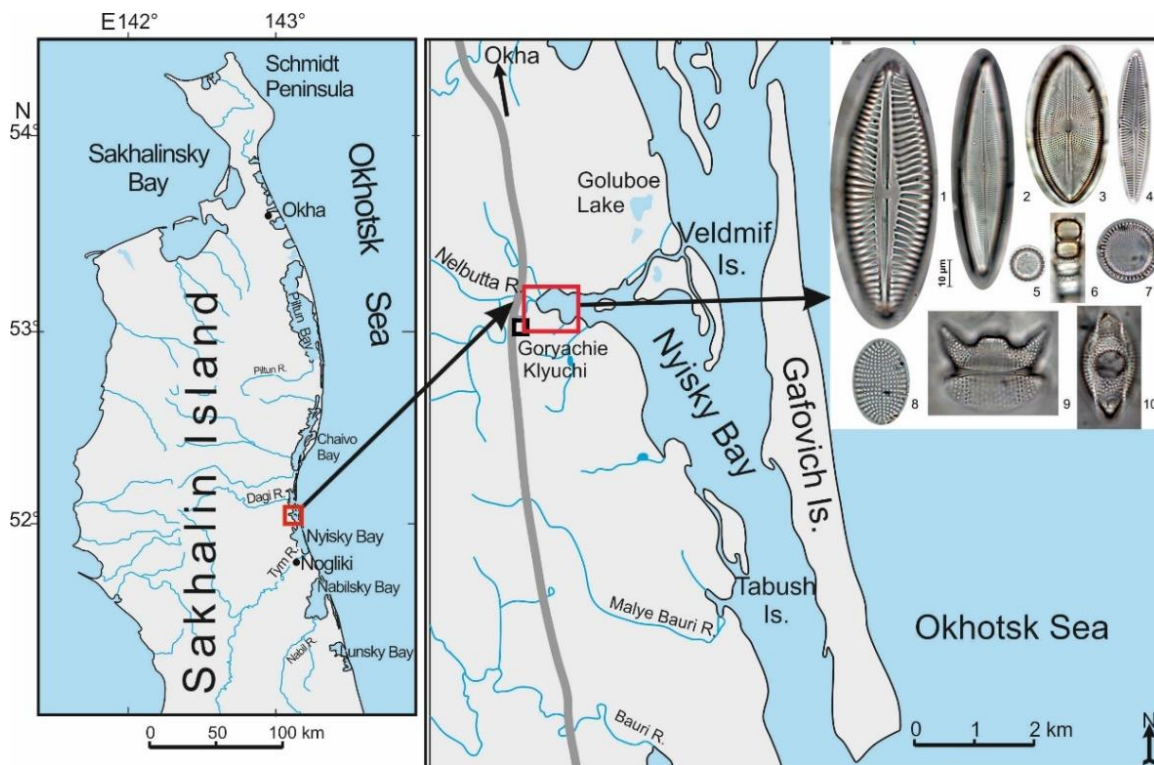 E 142° 143°
N
54°
53°
52°
Schmidt
Peninsula
Sakhalinsky
Bay
Okha
Okhotsk
Sea
Sakhalin Island
Piltun Bay
Piltun R.
Chaivo
Bay
Dagi R.
Nyisky Bay
Tym R.
Nogliki
Nabilsky Bay
Nabil R.
Lunsky Bay
0 50 100 km
Okha
Goluboe
Lake
Veldmif
Is.
Nelbutta R.
Goryachie
Klyuchi
Nyisky Bay
Gafovich Is.
Tabush
Is.
Malye Bauri R.
Bauri R.
Okhotsk Sea
0 1 2 km
N
1
2
3
4
10 µm
5
6
7
8
9
10